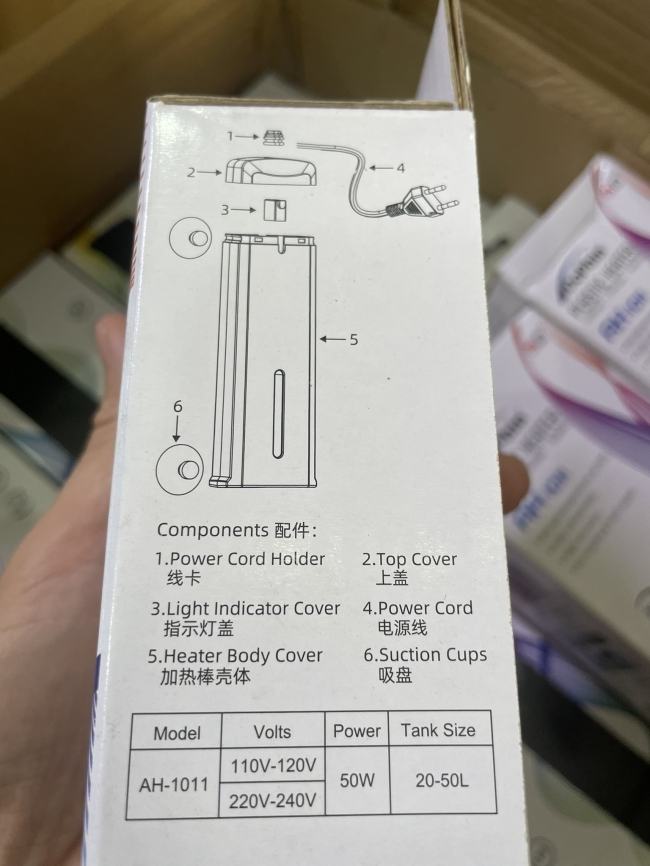 1
2
3
4
5
6
Components 配件:
1.Power Cord Holder 2.Top Cover
线卡 上盖
3.Light Indicator Cover 4.Power Cord
指示灯盖 电源线
5.Heater Body Cover 6.Suction Cups
加热棒壳体 吸盘
Model Volts Power Tank Size
AH-1011 110V-120V 50W 20-50L
220V-240V